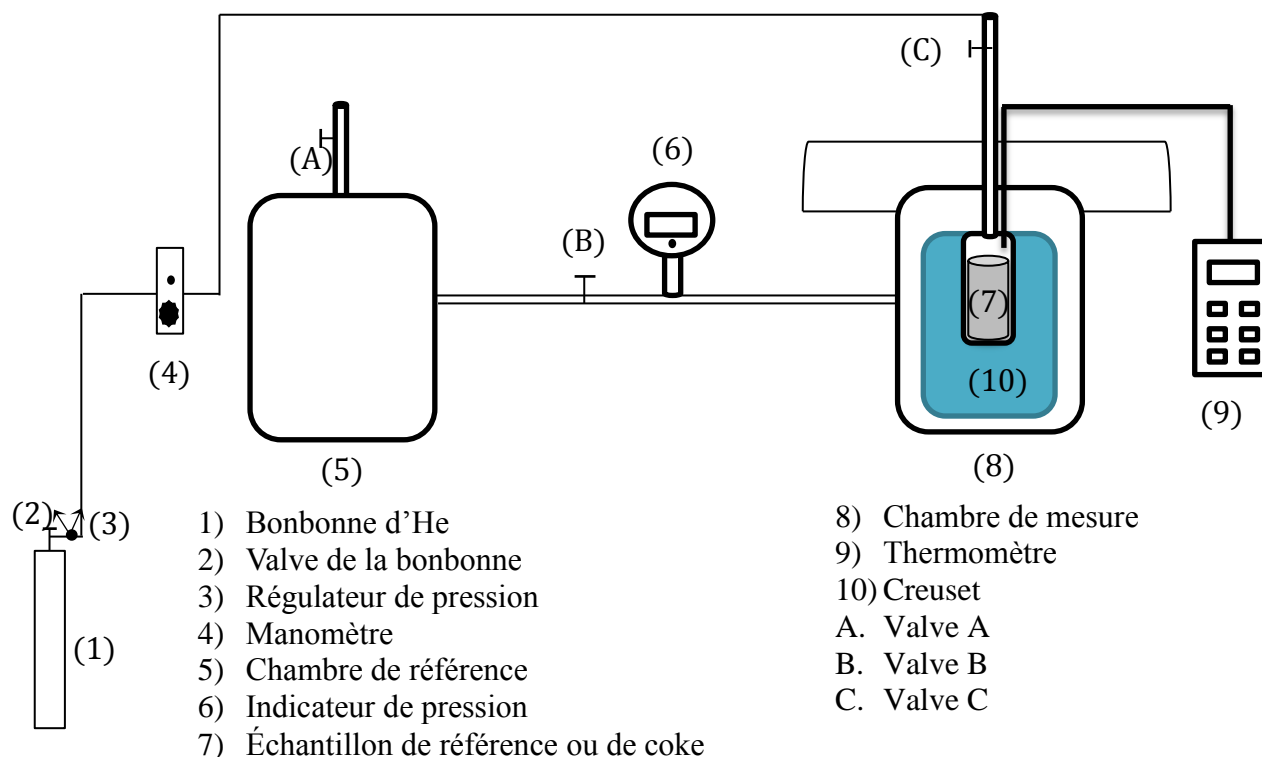 (C)
(A)
(6)
(B)
(7)
(4)
(10)
(9)
(5)
(8)
(2)
(3)
(1)
1) Bonbonne d’He
2) Valve de la bonbonne
3) Régulateur de pression
4) Manomètre
5) Chambre de référence
6) Indicateur de pression
7) Échantillon de référence ou de coke
8) Chambre de mesure
9) Thermomètre
10) Creuset
A. Valve A
B. Valve B
C. Valve C